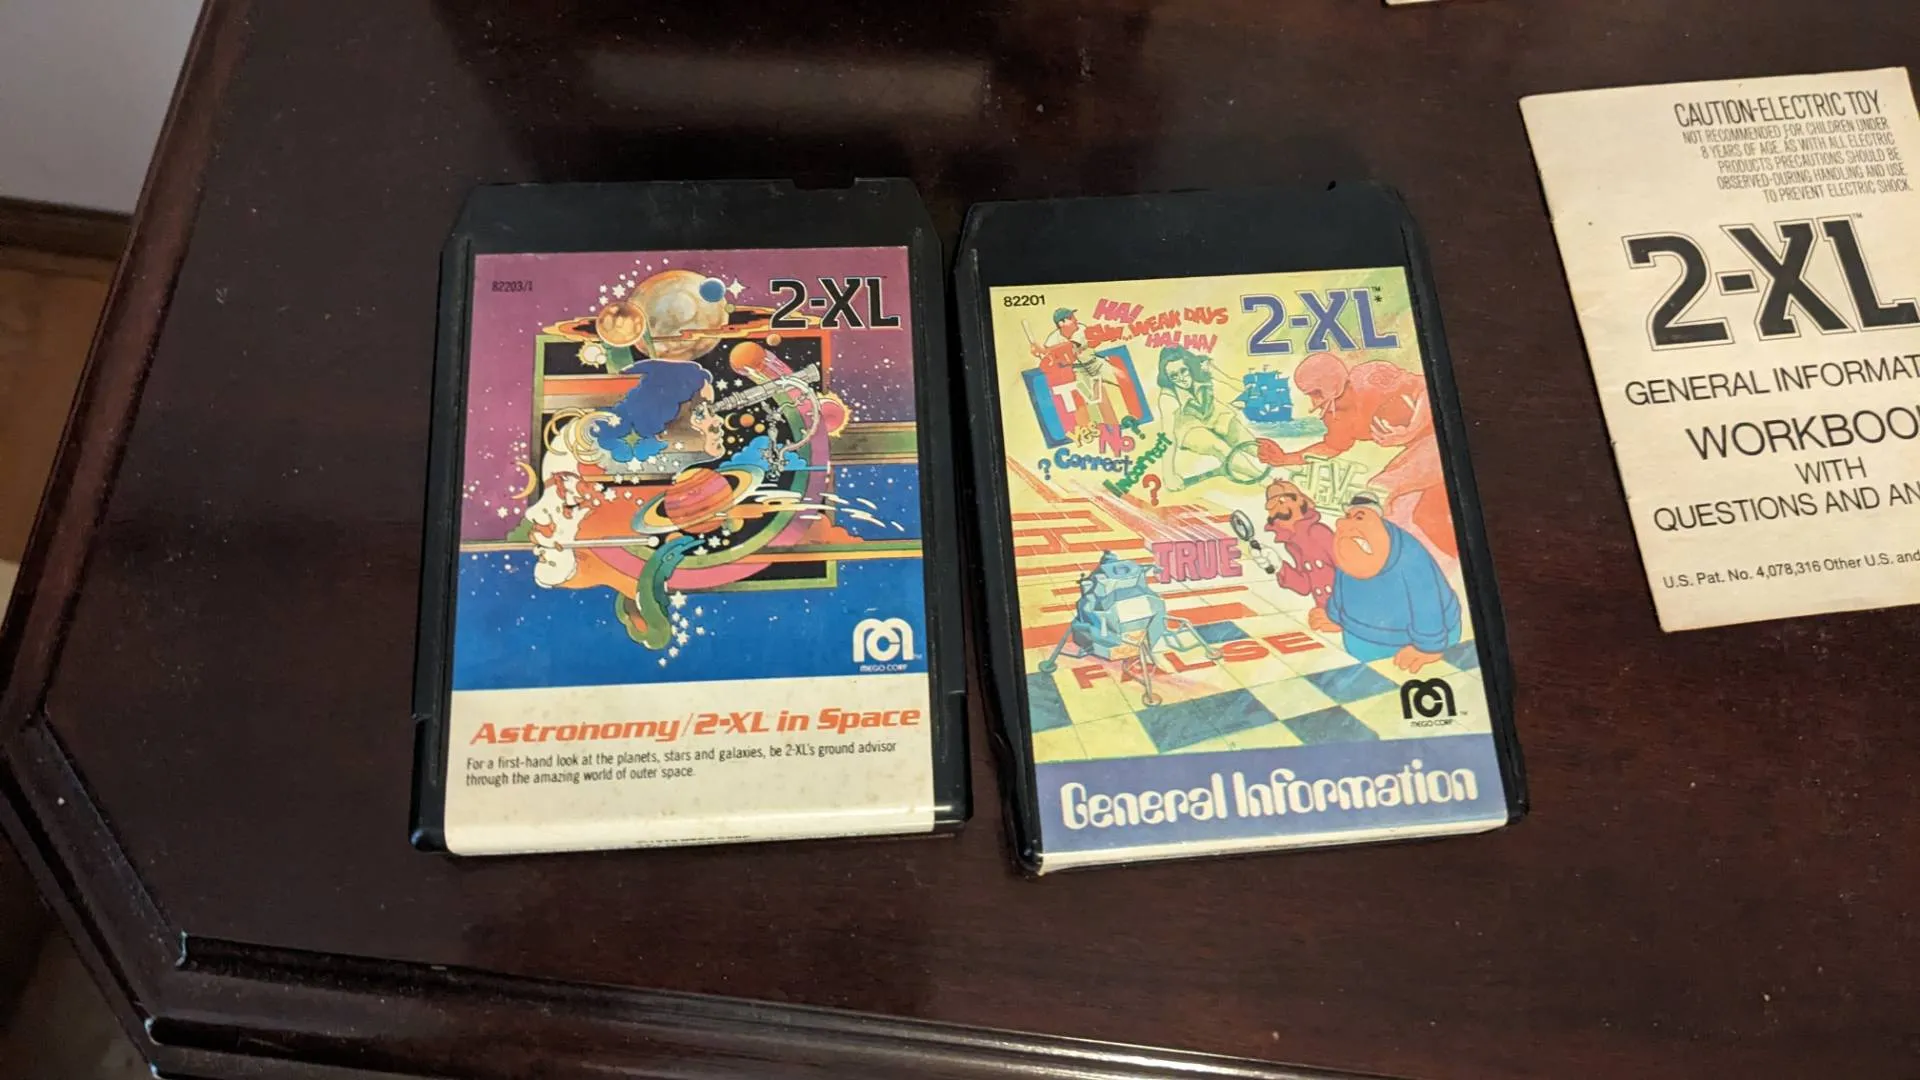 82203/1
2-XL
MEGO CORP
Astronomy/2-XL in Space
For a first-hand look at the planets, stars and galaxies, be 2-XL's ground advisor
through the amazing world of outer space.
82201
2-XL™*
HA!
SUN...WEAK DAYS
HA! HA!
TV
Yes No?
? Correct
Incorrect
?
T.V.
TRUE
FALSE
MEGO CORP ™
General Information
CAUTION-ELECTRIC TOY
NOT RECOMMENDED FOR CHILDREN UNDER
8 YEARS OF AGE. AS WITH ALL ELECTRIC
PRODUCTS PRECAUTIONS SHOULD BE
OBSERVED-DURING HANDLING AND USE
TO PREVENT ELECTRIC SHOCK.
2-XL™
GENERAL INFORMAT
WORKBOO
WITH
QUESTIONS AND AN
U.S. Pat. No. 4,078,316 Other U.S. and